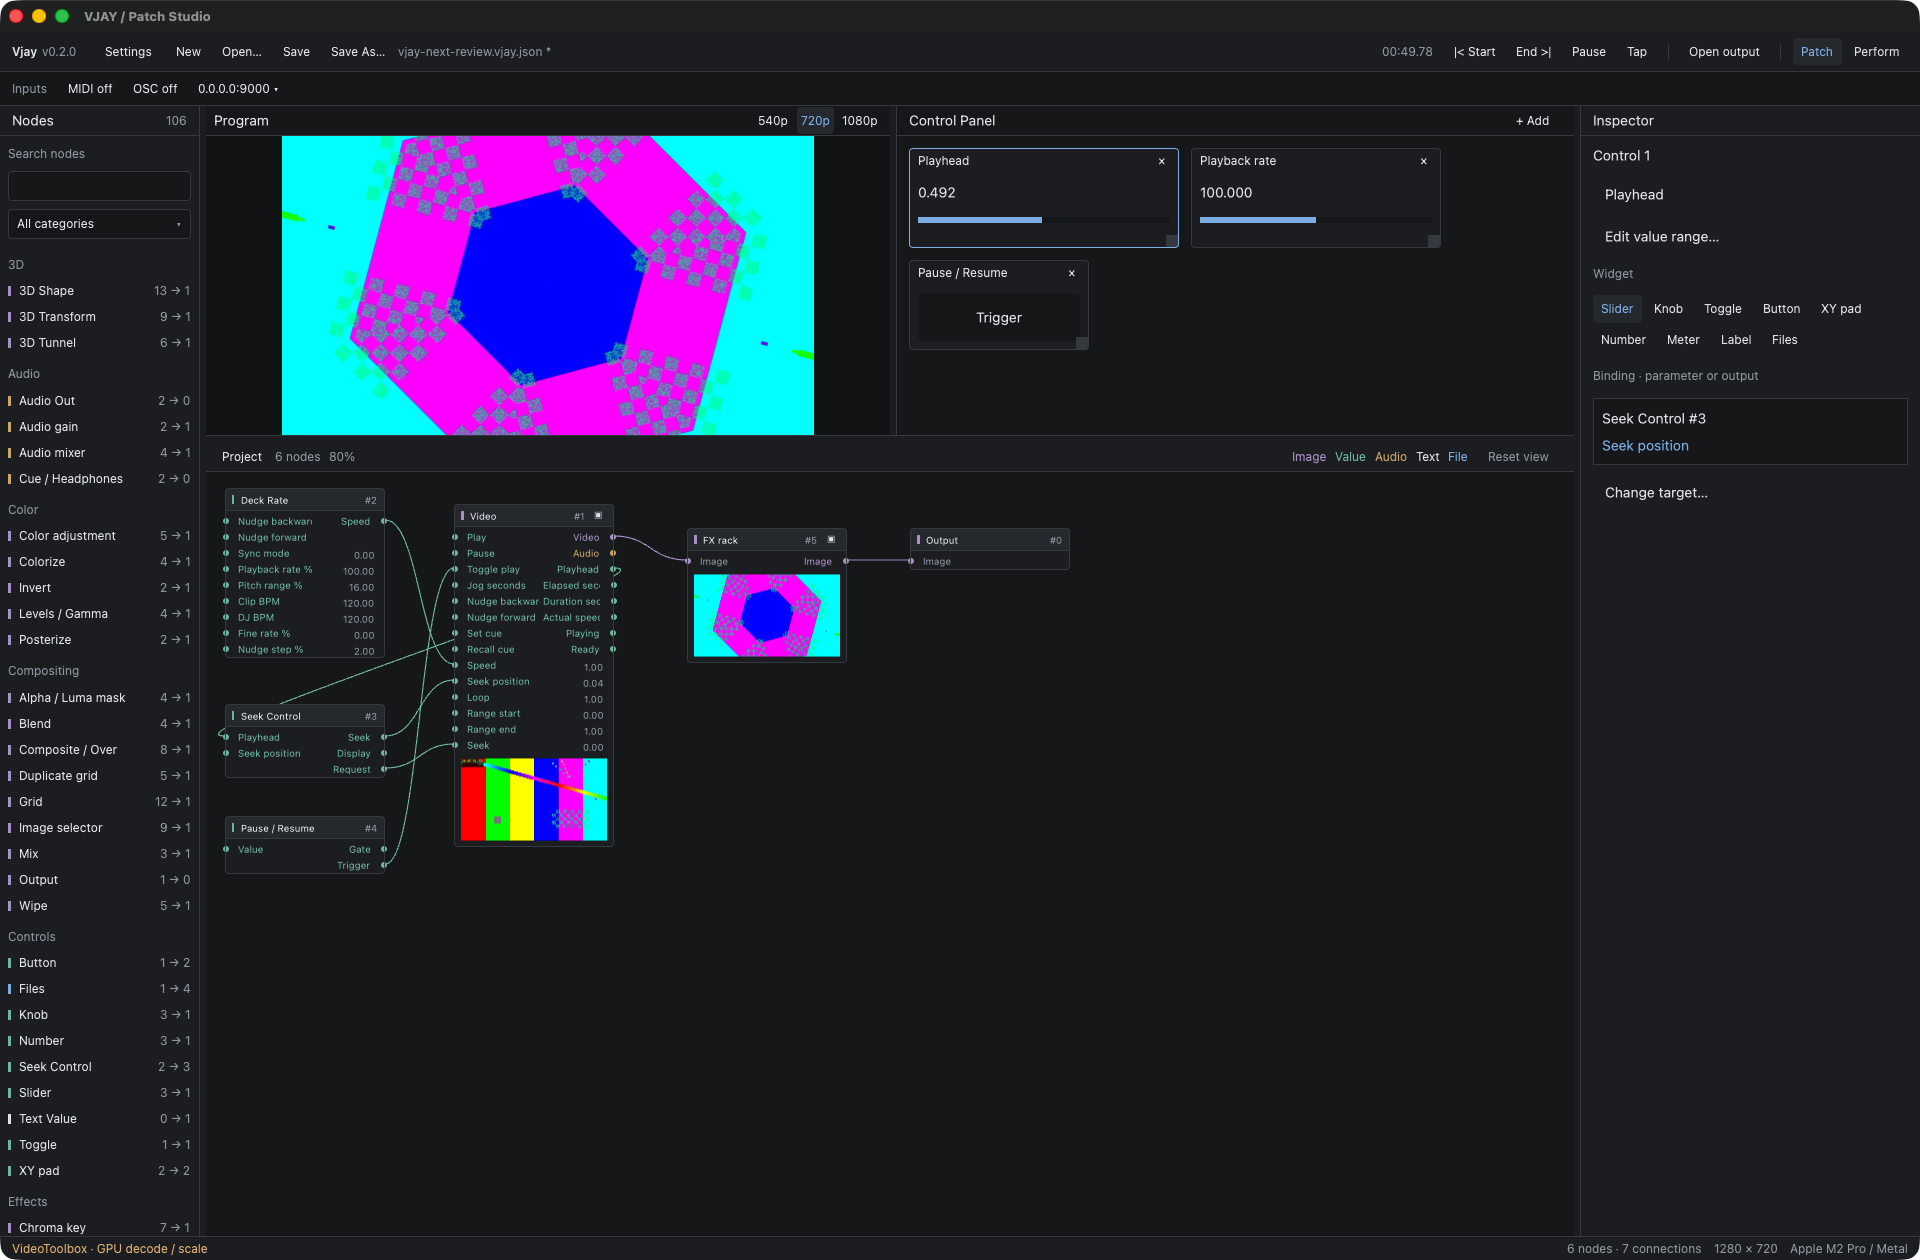 VJAY / Patch Studio
Vjay v0.2.0 Settings New Open... Save Save As... vjay-next-review.vjay.json * 00:49.78 |< Start End >| Pause Tap Open output Patch Perform
Inputs MIDI off OSC off 0.0.0.0:9000
Nodes 106
Search nodes
All categories
3D
3D Shape 13 → 1
3D Transform 9 → 1
3D Tunnel 6 → 1
Audio
Audio Out 2 → 0
Audio gain 2 → 1
Audio mixer 4 → 1
Cue / Headphones 2 → 0
Color
Color adjustment 5 → 1
Colorize 4 → 1
Invert 2 → 1
Levels / Gamma 4 → 1
Posterize 2 → 1
Compositing
Alpha / Luma mask 4 → 1
Blend 4 → 1
Composite / Over 8 → 1
Duplicate grid 5 → 1
Grid 12 → 1
Image selector 9 → 1
Mix 3 → 1
Output 1 → 0
Wipe 5 → 1
Controls
Button 1 → 2
Files 1 → 4
Knob 3 → 1
Number 3 → 1
Seek Control 2 → 3
Slider 3 → 1
Text Value 0 → 1
Toggle 1 → 1
XY pad 2 → 2
Effects
Chroma key 7 → 1
Program 540p 720p 1080p
Control Panel + Add
Playhead ×
0.492
Playback rate ×
100.000
Pause / Resume ×
Trigger
Inspector
Control 1
Playhead
Edit value range...
Widget
Slider Knob Toggle Button XY pad
Number Meter Label Files
Binding · parameter or output
Seek Control #3
Seek position
Change target...
Project 6 nodes 80% Image Value Audio Text File Reset view
Deck Rate #2
Nudge backwar Speed
Nudge forward
Sync mode 0.00
Playback rate % 100.00
Pitch range % 16.00
Clip BPM 120.00
DJ BPM 120.00
Fine rate % 0.00
Nudge step % 2.00
Seek Control #3
Playhead Seek
Seek position Display
Request
Pause / Resume #4
Value Gate
Trigger
Video #1
Play Video
Pause Audio
Toggle play Playhead
Jog seconds Elapsed sec
Nudge backwar Duration sec
Nudge forward Actual speed
Set cue Playing
Recall cue Ready
Speed 1.00
Seek position 0.04
Loop 1.00
Range start 0.00
Range end 1.00
Seek 0.00
FX rack #5
Image Image
Output #0
Image
VideoToolbox · GPU decode / scale 6 nodes · 7 connections 1280 × 720 Apple M2 Pro / Metal